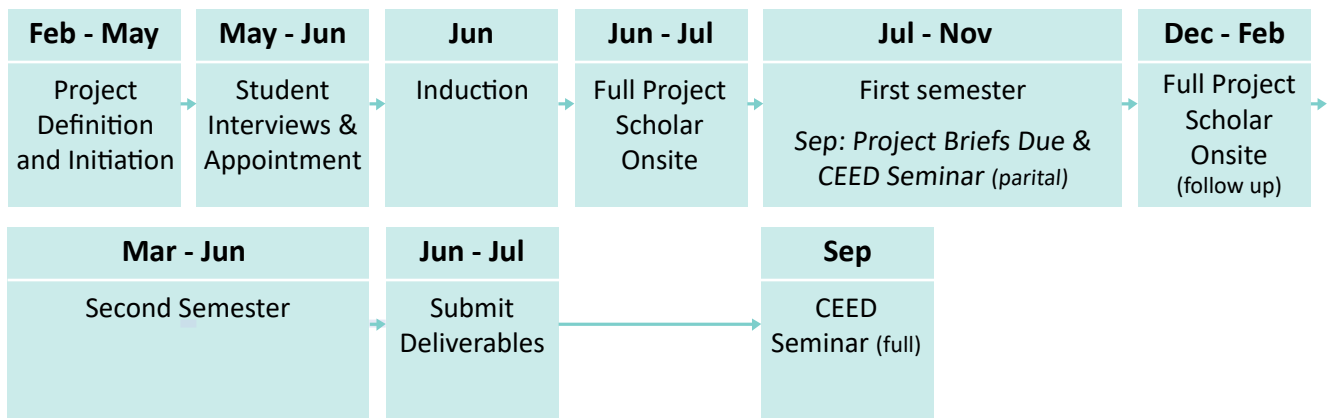 Feb - May
Project
Definition
and Initiation
May - Jun
Student
Interviews &
Appointment
Jun
Induction
Jun - Jul
Full Project
Scholar
Onsite
Jul - Nov
First semester
Sep: Project Briefs Due &
CEED Seminar (parital)
Dec - Feb
Full Project
Scholar
Onsite
(follow up)
Mar - Jun
Second Semester
Jun - Jul
Submit
Deliverables
Sep
CEED
Seminar (full)